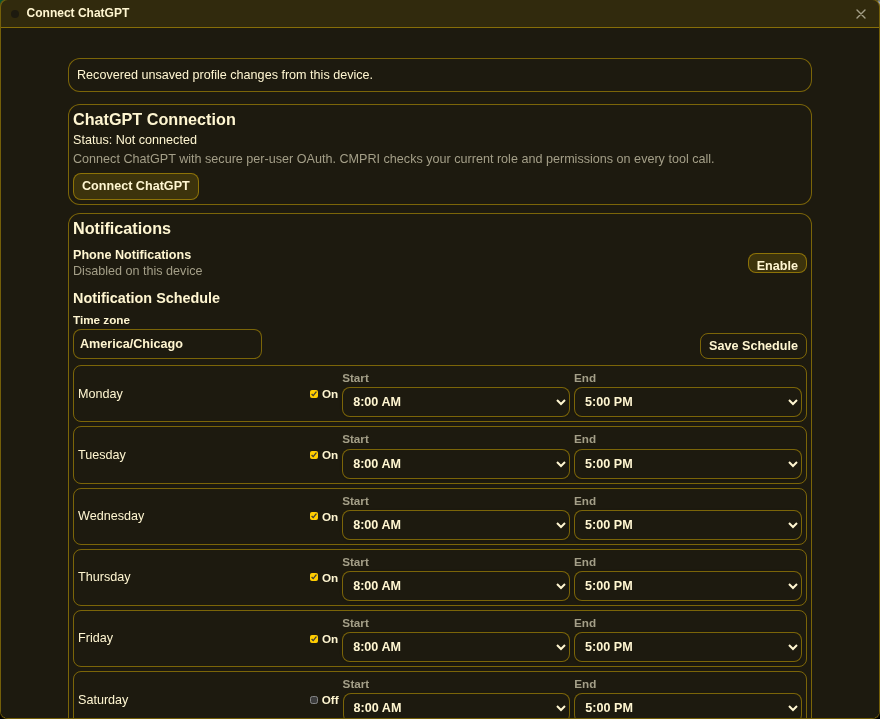 Connect ChatGPT
Recovered unsaved profile changes from this device.
ChatGPT Connection
Status: Not connected
Connect ChatGPT with secure per-user OAuth. CMPRI checks your current role and permissions on every tool call.
Connect ChatGPT
Notifications
Phone Notifications
Disabled on this device
Enable
Notification Schedule
Time zone
America/Chicago
Save Schedule
Start End
Monday On 8:00 AM 5:00 PM
Start End
Tuesday On 8:00 AM 5:00 PM
Start End
Wednesday On 8:00 AM 5:00 PM
Start End
Thursday On 8:00 AM 5:00 PM
Start End
Friday On 8:00 AM 5:00 PM
Start End
Saturday Off 8:00 AM 5:00 PM